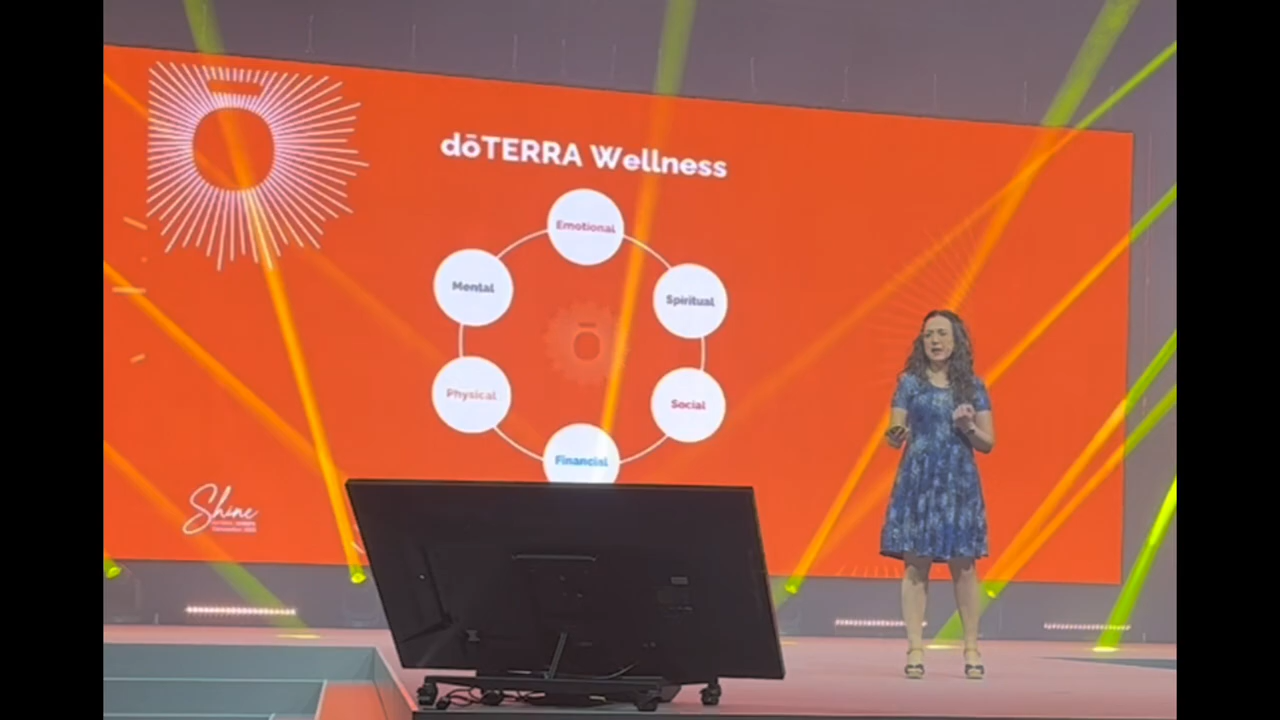 dōTERRA Wellness
Emotional
Mental
Spiritual
Physical
Social
Financial
Shine